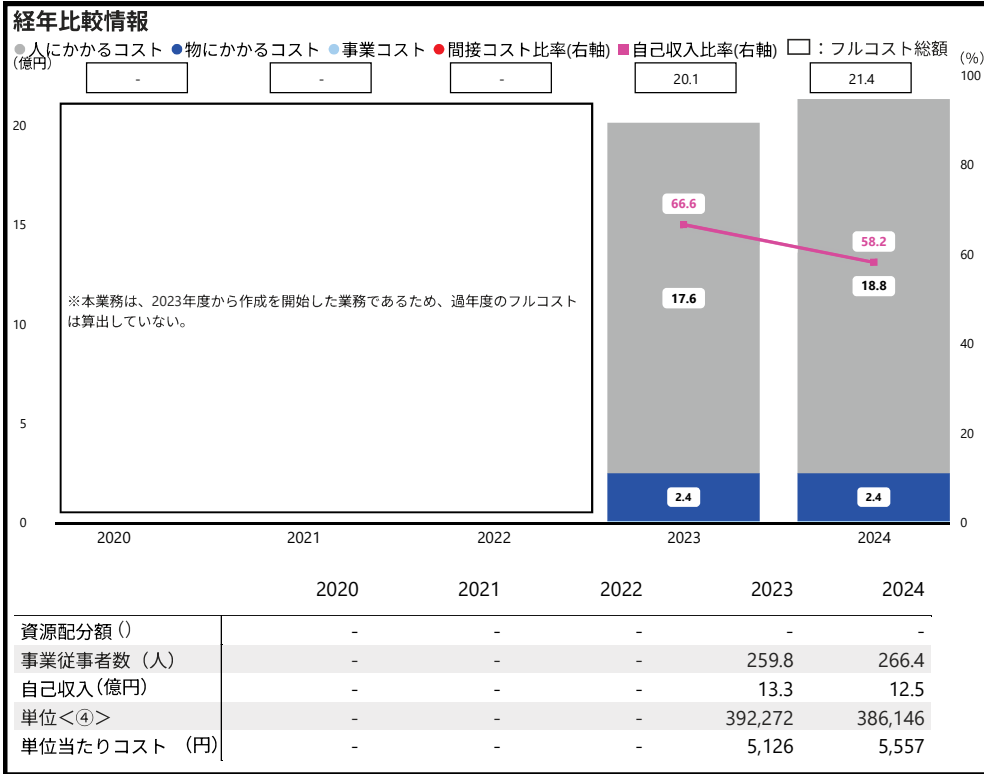 経年比較情報
●人にかかるコスト ●物にかかるコスト ●事業コスト ●間接コスト比率(右軸) ■自己収入比率(右軸) □：フルコスト総額
(億円) (%)
- - - 20.1 21.4
100
20
80
15
66.6
60
58.2
17.6
18.8
※本業務は、2023年度から作成を開始した業務であるため、過年度のフルコスト
は算出していない。
10
40
5
20
2.4 2.4
0 0
2020 2021 2022 2023 2024
2020 2021 2022 2023 2024
資源配分額() - - - - -
事業従事者数（人） - - - 259.8 266.4
自己収入(億円) - - - 13.3 12.5
単位＜④＞ - - - 392,272 386,146
単位当たりコスト （円） - - - 5,126 5,557